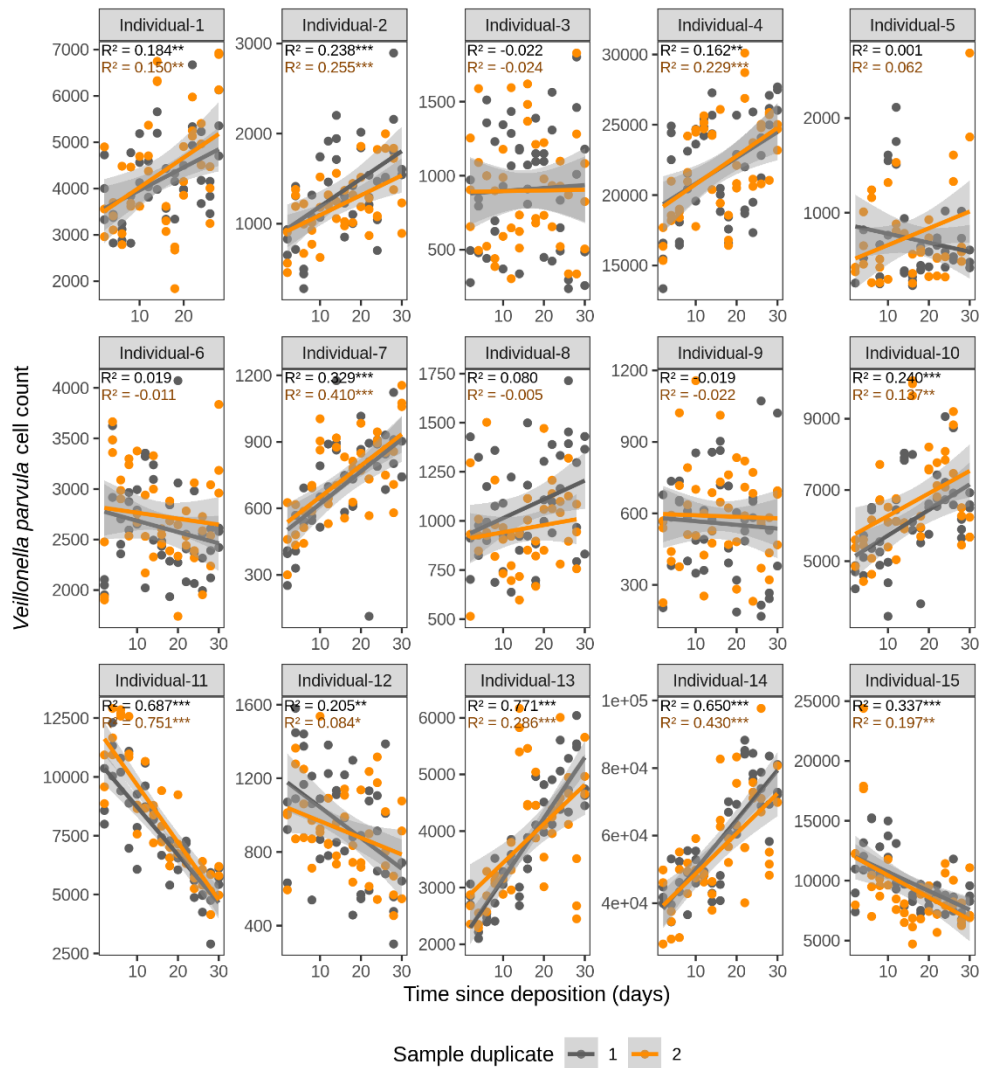 Individual-1 Individual-2 Individual-3 Individual-4 Individual-5
R² = 0.184** R² = 0.238*** R² = -0.022 R² = 0.162** R² = 0.001
R² = 0.150** R² = 0.255*** R² = -0.024 R² = 0.229*** R² = 0.062
7000 6000 5000 4000 3000 2000
3000 2000 1000
1500 1000 500
30000 25000 20000 15000
2000 1000
10 20
10 20 30
10 20 30
10 20 30
10 20 30
Individual-6 Individual-7 Individual-8 Individual-9 Individual-10
R² = 0.019 R² = 0.329*** R² = 0.080 R² = -0.019 R² = 0.240***
R² = -0.011 R² = 0.410*** R² = -0.005 R² = -0.022 R² = 0.137**
4000 3500 3000 2500 2000
1200 900 600 300
1750 1500 1250 1000 750 500
1200 900 600 300
9000 7000 5000
10 20 30
10 20 30
10 20 30
10 20 30
10 20 30
Veillonella parvula cell count
Individual-11 Individual-12 Individual-13 Individual-14 Individual-15
R² = 0.687*** R² = 0.205** R² = 0.771*** R² = 0.650*** R² = 0.337***
R² = 0.751*** R² = 0.084* R² = 0.286*** R² = 0.430*** R² = 0.197**
12500 10000 7500 5000 2500
1600 1200 800 400
6000 5000 4000 3000 2000
1e+05 8e+04 6e+04 4e+04
25000 20000 15000 10000 5000
10 20 30
10 20 30
10 20 30
10 20 30
10 20 30
Time since deposition (days)
Sample duplicate 1 2